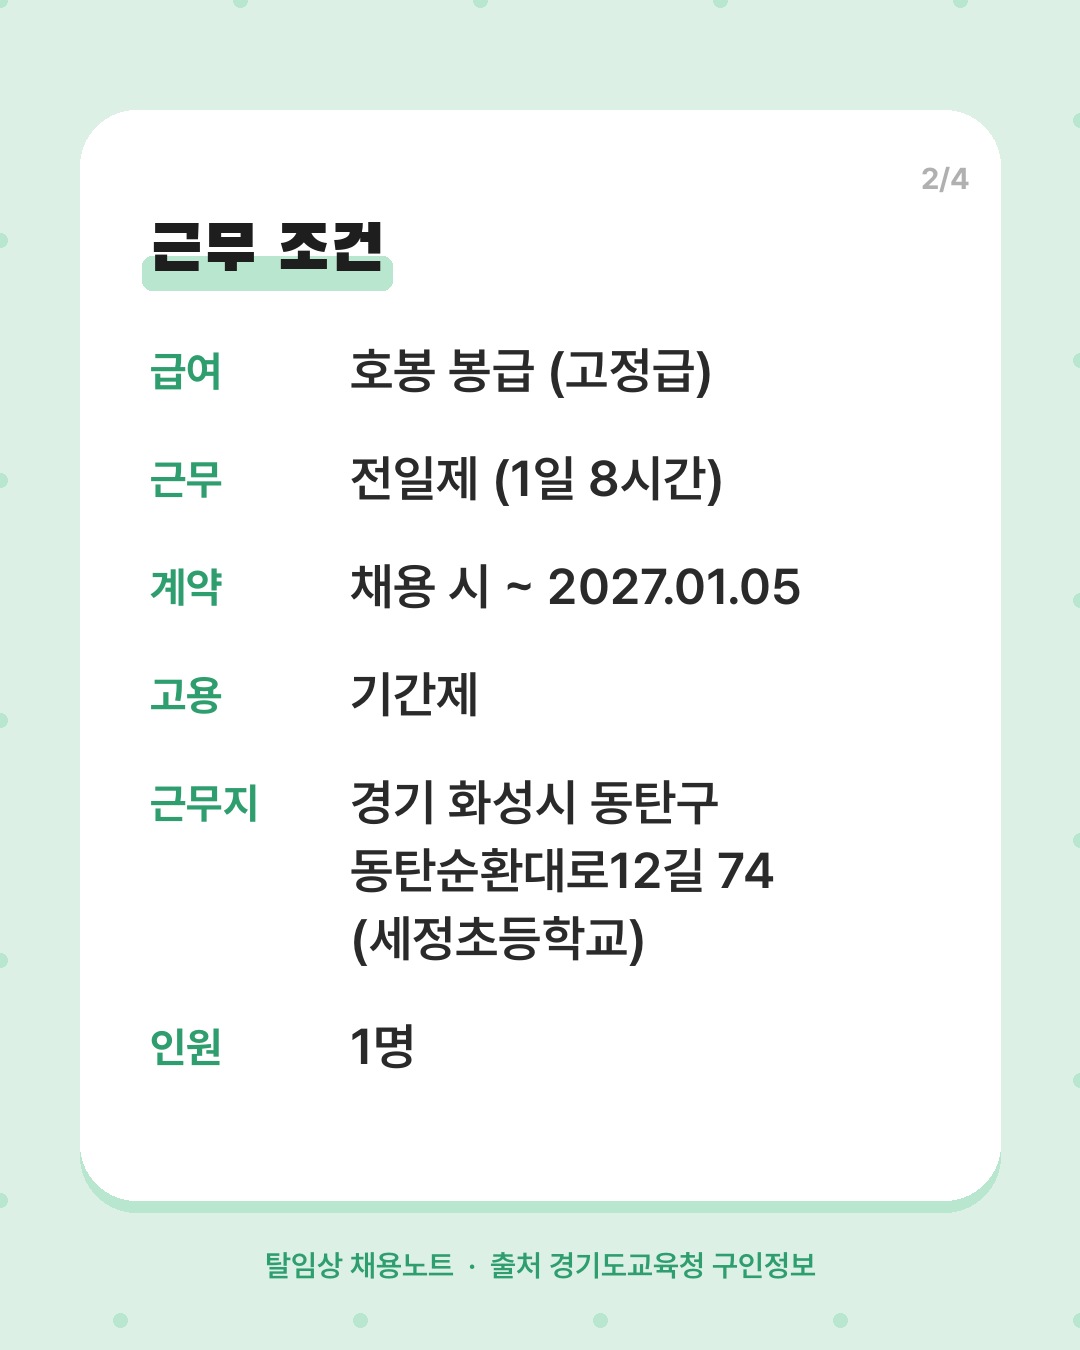 2/4
근무 조건
급여 호봉 봉급 (고정급)
근무 전일제 (1일 8시간)
계약 채용 시 ~ 2027.01.05
고용 기간제
근무지 경기 화성시 동탄구
동탄순환대로12길 74
(세정초등학교)
인원 1명
탈임상 채용노트 · 출처 경기도교육청 구인정보